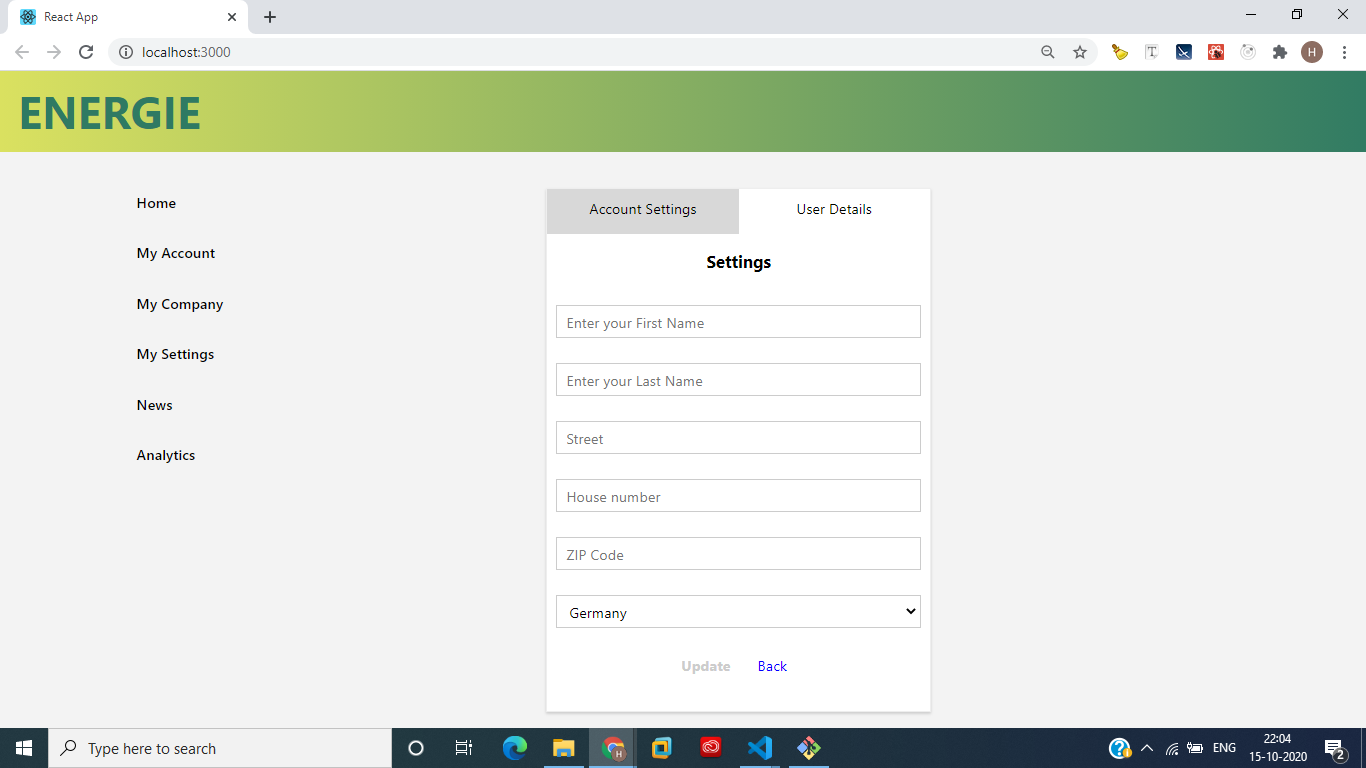 React App
localhost:3000
H
ENERGIE
Home
My Account
My Company
My Settings
News
Analytics
Account Settings
User Details
Settings
Enter your First Name
Enter your Last Name
Street
House number
ZIP Code
Germany
Update
Back
Type here to search
H
ENG
22:04
15-10-2020
2